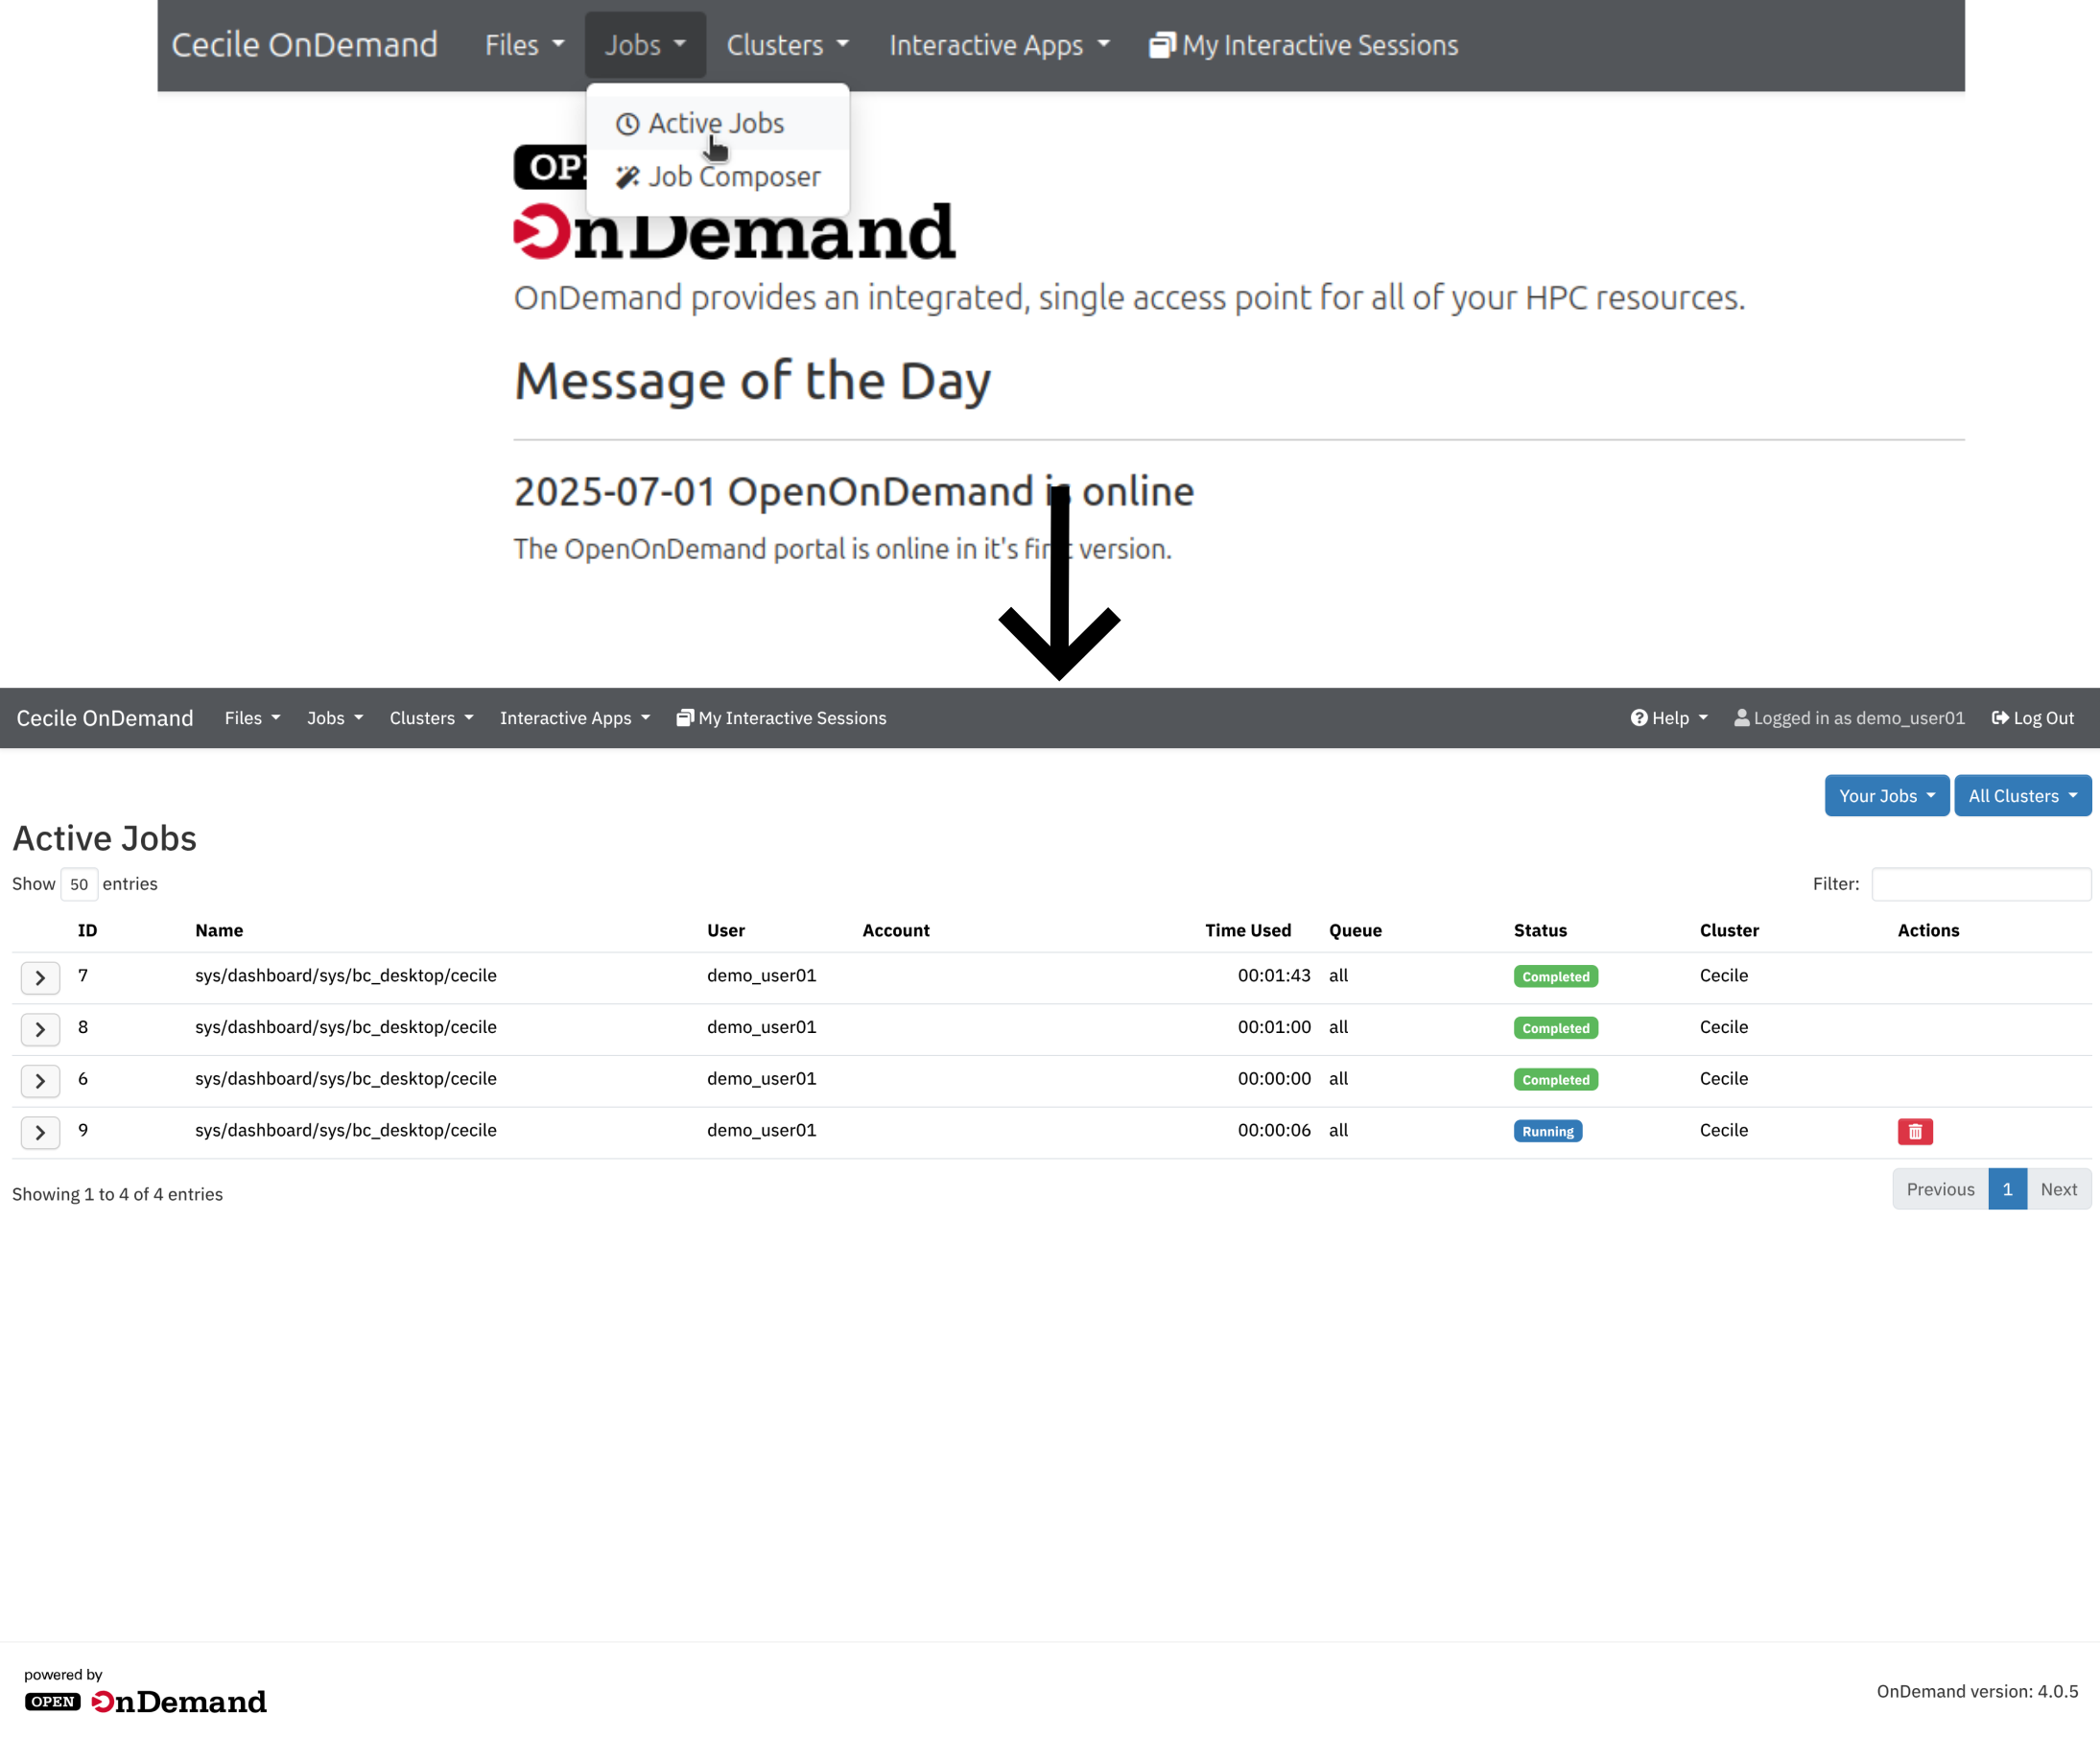 Cecile OnDemand Files Jobs Clusters Interactive Apps My Interactive Sessions
Active Jobs
Job Composer
OnDemand
OnDemand provides an integrated, single access point for all of your HPC resources.
Message of the Day
2025-07-01 OpenOnDemand is online
The OpenOnDemand portal is online in it's first version.
Cecile OnDemand Files Jobs Clusters Interactive Apps My Interactive Sessions Help Logged in as demo_user01 Log Out
Your Jobs All Clusters
Active Jobs
Show 50 entries Filter:
ID Name User Account Time Used Queue Status Cluster Actions
7 sys/dashboard/sys/bc_desktop/cecile demo_user01 00:01:43 all Completed Cecile
8 sys/dashboard/sys/bc_desktop/cecile demo_user01 00:01:00 all Completed Cecile
6 sys/dashboard/sys/bc_desktop/cecile demo_user01 00:00:00 all Completed Cecile
9 sys/dashboard/sys/bc_desktop/cecile demo_user01 00:00:06 all Running Cecile
Showing 1 to 4 of 4 entries Previous 1 Next
powered by
OPEN OnDemand
OnDemand version: 4.0.5